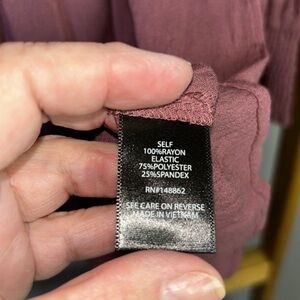 SELF
100%RAYON
ELASTIC
75%POLYESTER
25%SPANDEX
RN#148862
SEE CARE ON REVERSE
MADE IN VIETNAM